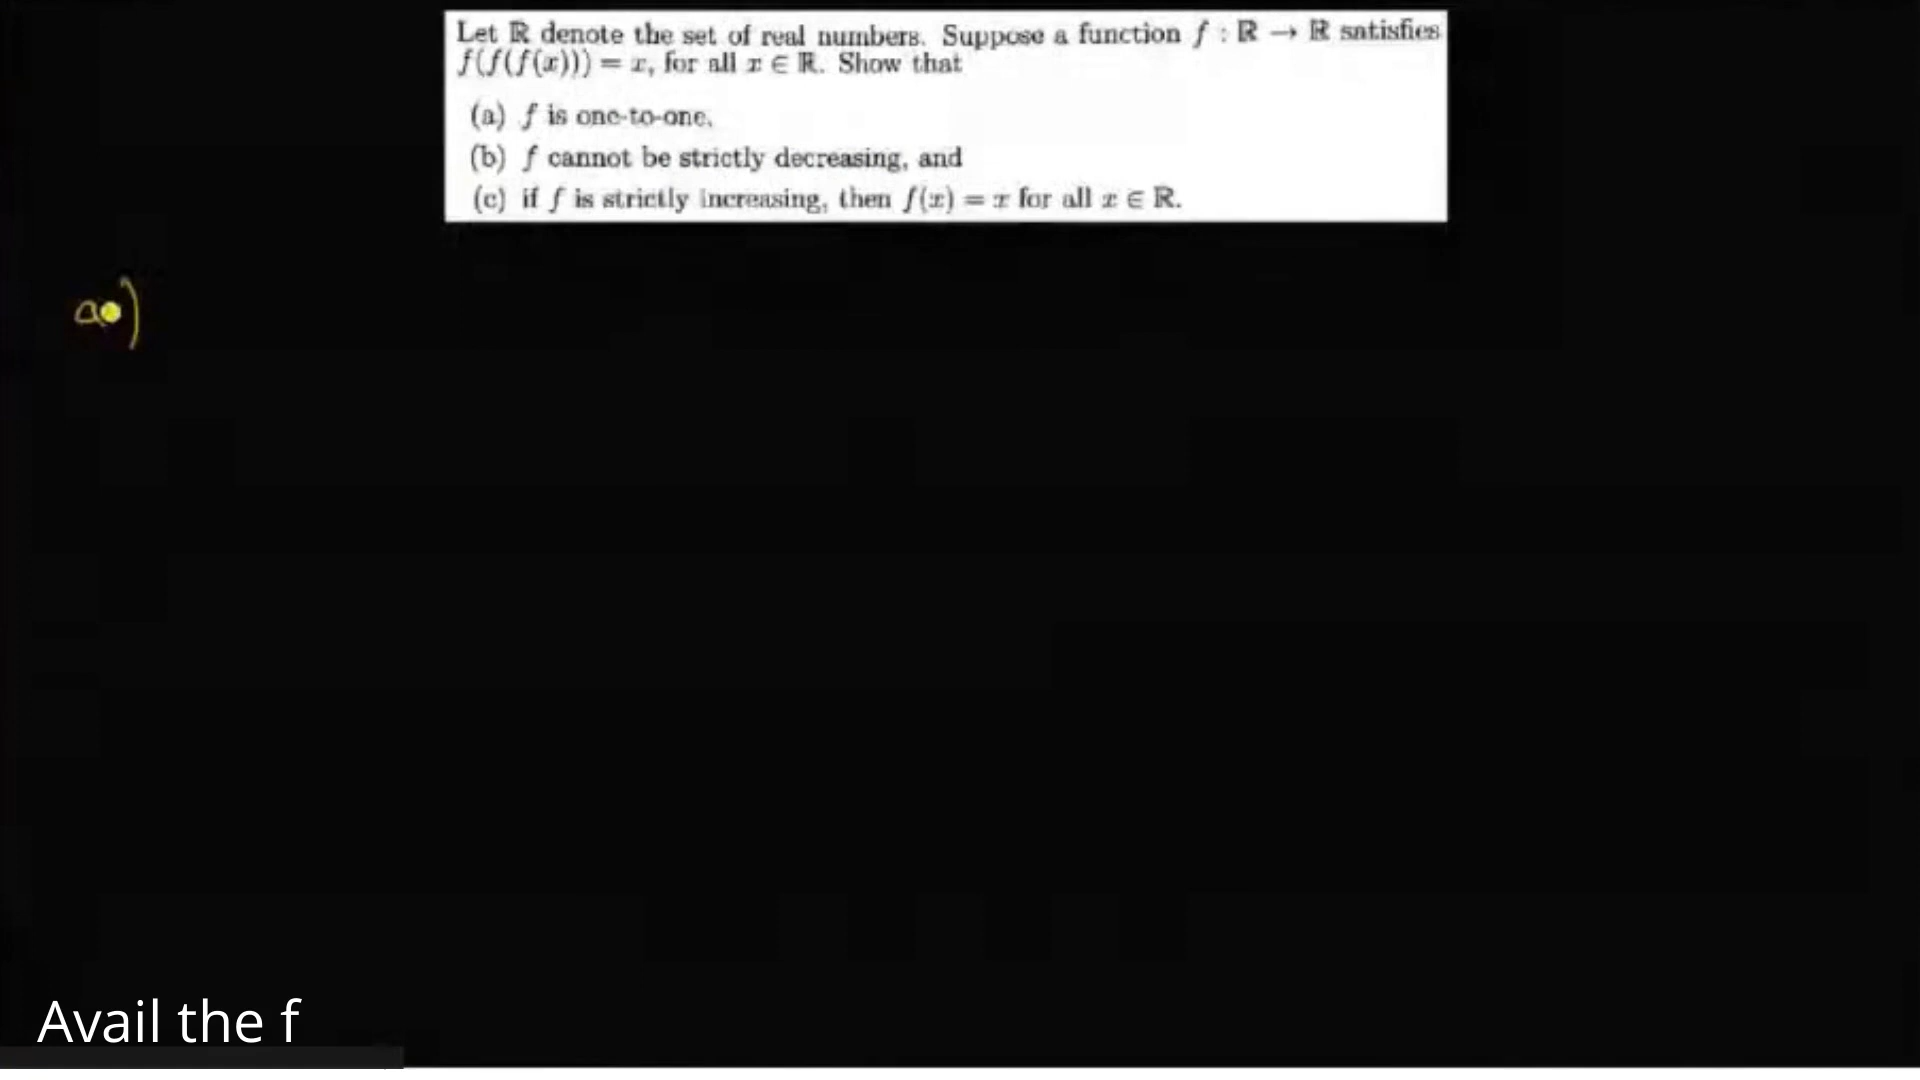 Let ℝ denote the set of real numbers. Suppose a function f : ℝ → ℝ satisfies
f(f(f(x))) = x, for all x ∈ ℝ. Show that
(a) f is one-to-one,
(b) f cannot be strictly decreasing, and
(c) if f is strictly increasing, then f(x) = x for all x ∈ ℝ.
a)
Avail the f